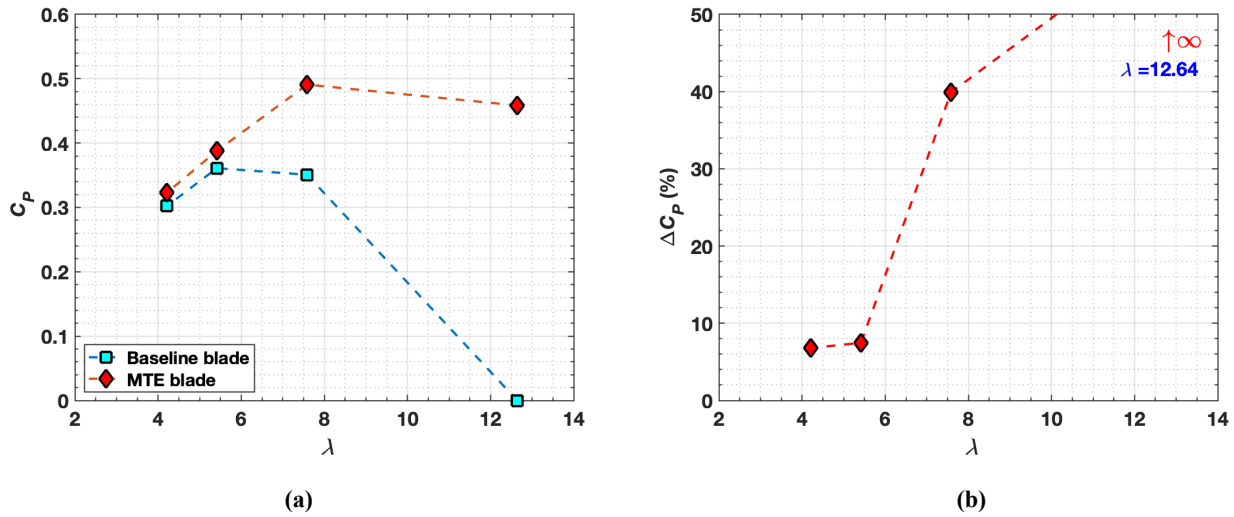 0.6
0.5
0.4
0.3
0.2
0.1
0
C_P
Baseline blade
MTE blade
2 4 6 8 10 12 14
λ
(a)
50
40
30
20
10
0
ΔC_P (%)
↑∞
λ =12.64
2 4 6 8 10 12 14
λ
(b)